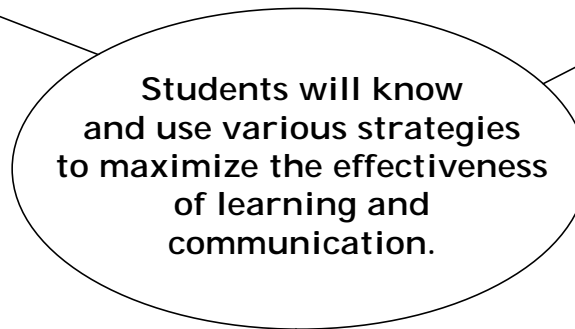 Students will know
and use various strategies
to maximize the effectiveness
of learning and
communication.